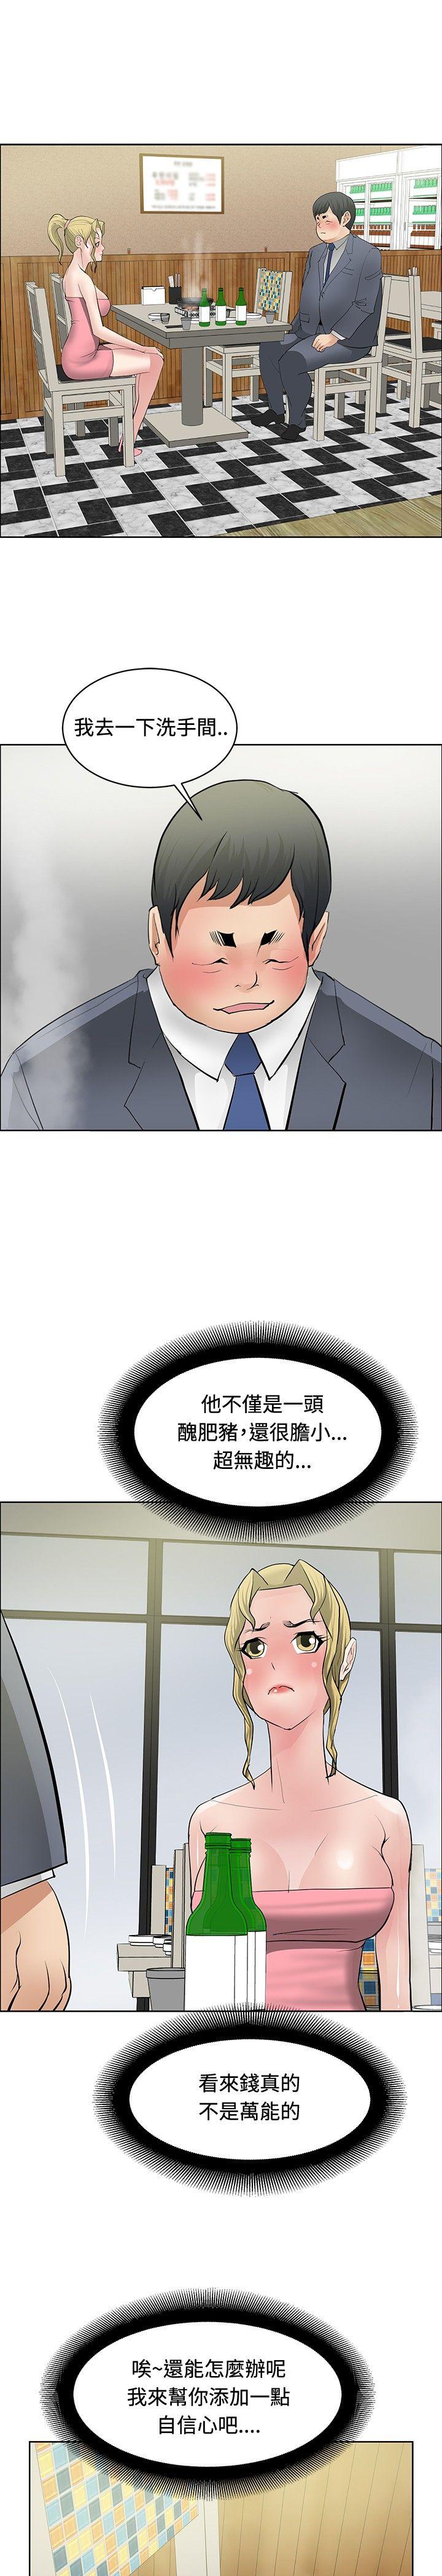 我去一下洗手間..
他不僅是一頭
醜肥豬，還很膽小...
超無趣的...
看來錢真的
不是萬能的
唉~還能怎麼辦呢
我來幫你添加一點
自信心吧....